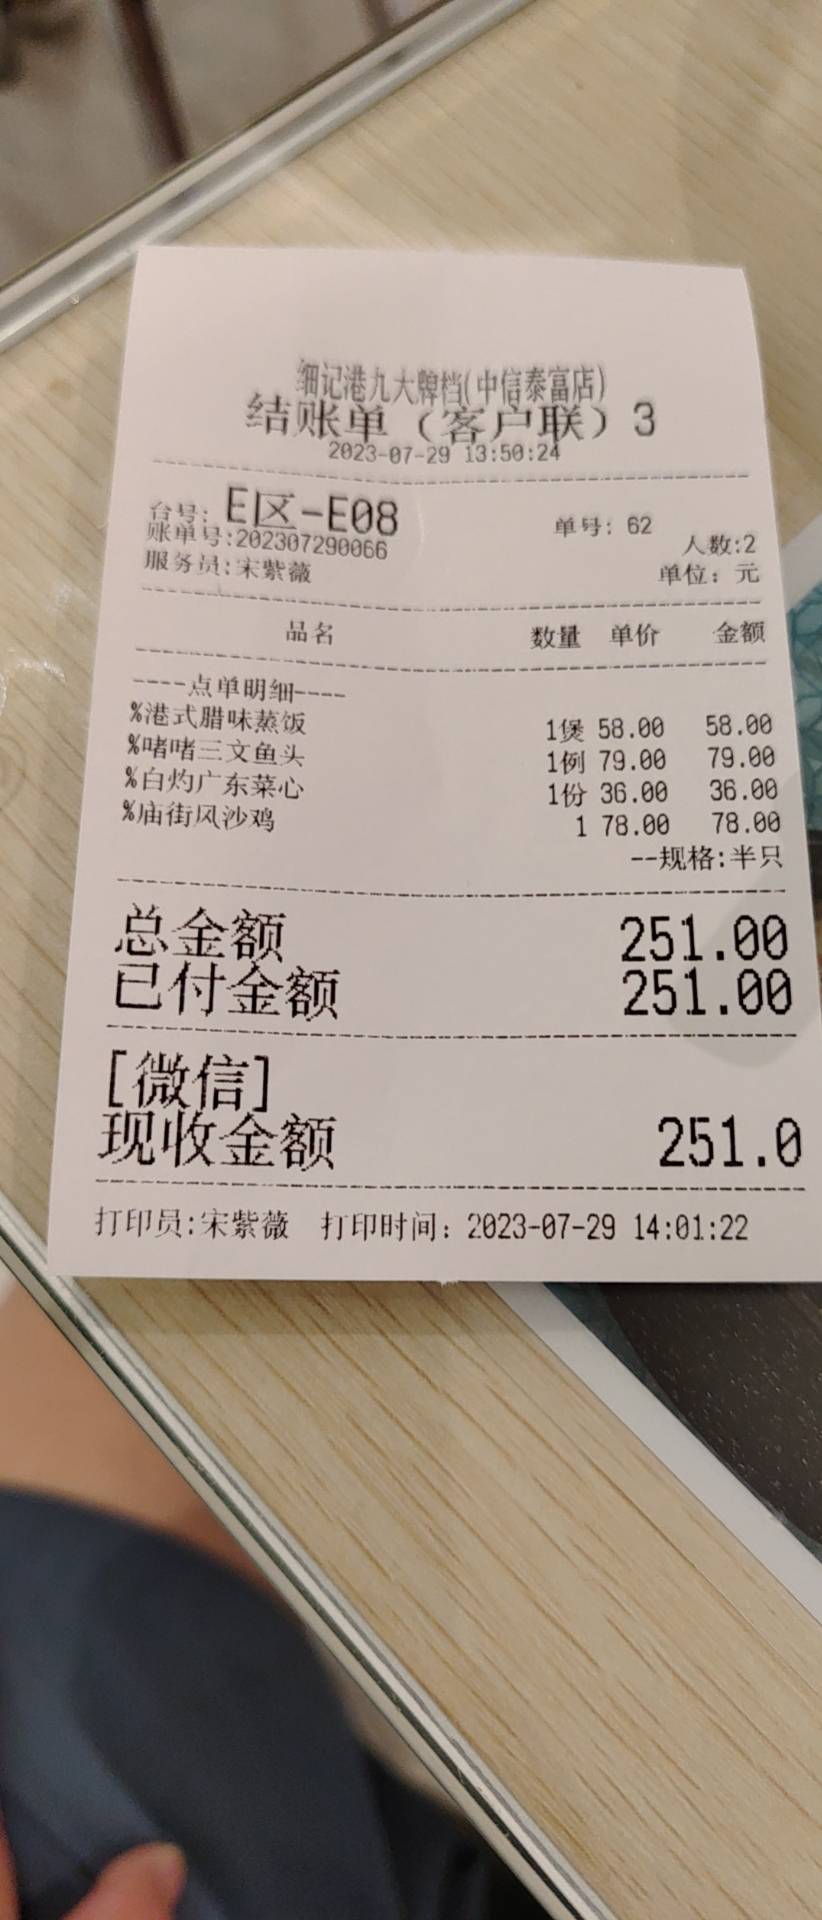 细记港九大牌档(中信泰富店)
结账单（客户联）3
2023-07-29 13:50:24
台号: E区-E08 单号: 62
账单号:202307290066 人数:2
服务员:宋紫薇 单位: 元
品名 数量 单价 金额
----点单明细----
%港式腊味蒸饭 1煲 58.00 58.00
%啫啫三文鱼头 1例 79.00 79.00
%白灼广东菜心 1份 36.00 36.00
%庙街风沙鸡 1 78.00 78.00
--规格:半只
总金额 251.00
已付金额 251.00
[微信]
现收金额 251.0
打印员:宋紫薇 打印时间: 2023-07-29 14:01:22